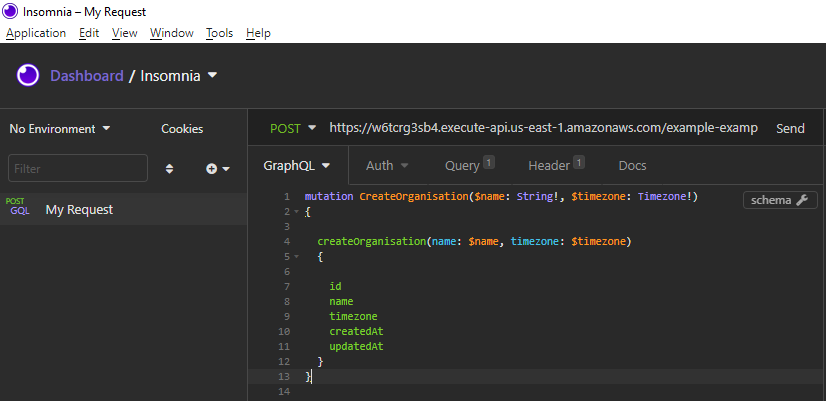 Insomnia – My Request
Application Edit View Window Tools Help
Dashboard / Insomnia
No Environment Cookies
POST https://w6tcrg3sb4.execute-api.us-east-1.amazonaws.com/example-examp Send
Filter
GraphQL Auth Query 1 Header 1 Docs
POST
GQL My Request
schema
1 mutation CreateOrganisation($name: String!, $timezone: Timezone!)
2 {
3
4 createOrganisation(name: $name, timezone: $timezone)
5 {
6
7 id
8 name
9 timezone
10 createdAt
11 updatedAt
12 }
13 }
14